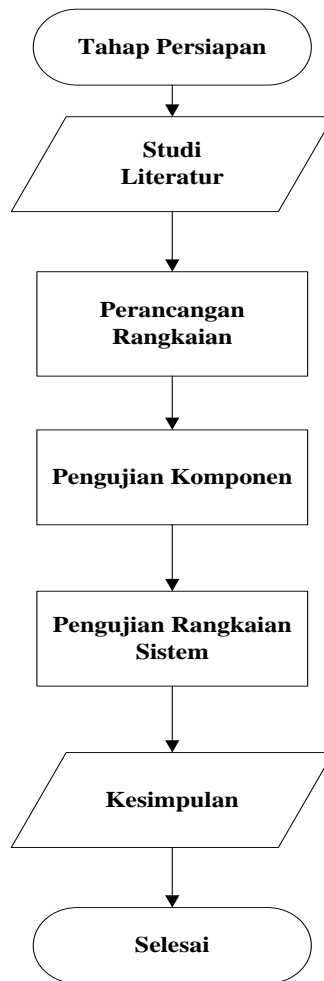 Tahap Persiapan
Studi
Literatur
Perancangan
Rangkaian
Pengujian Komponen
Pengujian Rangkaian
Sistem
Kesimpulan
Selesai